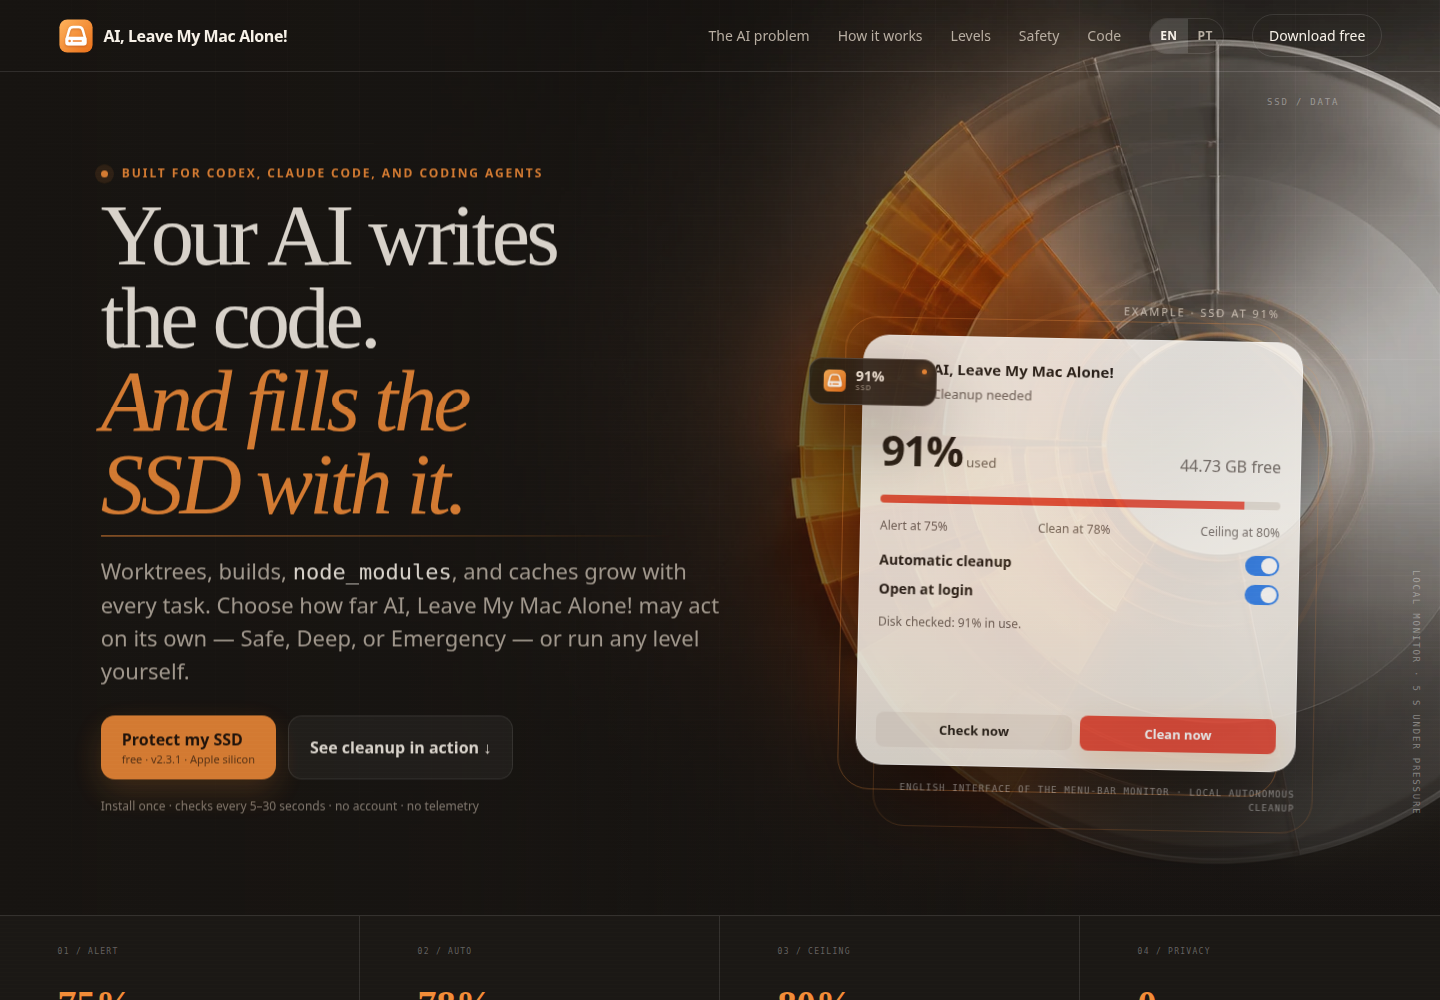 AI, Leave My Mac Alone!
The AI problem
How it works
Levels
Safety
Code
EN
PT
Download free
SSD / DATA
BUILT FOR CODEX, CLAUDE CODE, AND CODING AGENTS
Your AI writes
the code.
And fills the
SSD with it.
Worktrees, builds, node_modules, and caches grow with
every task. Choose how far AI, Leave My Mac Alone! may act
on its own — Safe, Deep, or Emergency — or run any level
yourself.
Protect my SSD
free · v2.3.1 · Apple silicon
See cleanup in action ↓
Install once · checks every 5–30 seconds · no account · no telemetry
EXAMPLE · SSD AT 91%
91%
SSD
AI, Leave My Mac Alone!
Cleanup needed
91% used
44.73 GB free
Alert at 75%
Clean at 78%
Ceiling at 80%
Automatic cleanup
Open at login
Disk checked: 91% in use.
Check now
Clean now
ENGLISH INTERFACE OF THE MENU-BAR MONITOR · LOCAL AUTONOMOUS
CLEANUP
LOCAL MONITOR · 5 S UNDER PRESSURE
01 / ALERT
75%
02 / AUTO
78%
03 / CEILING
80%
04 / PRIVACY
0